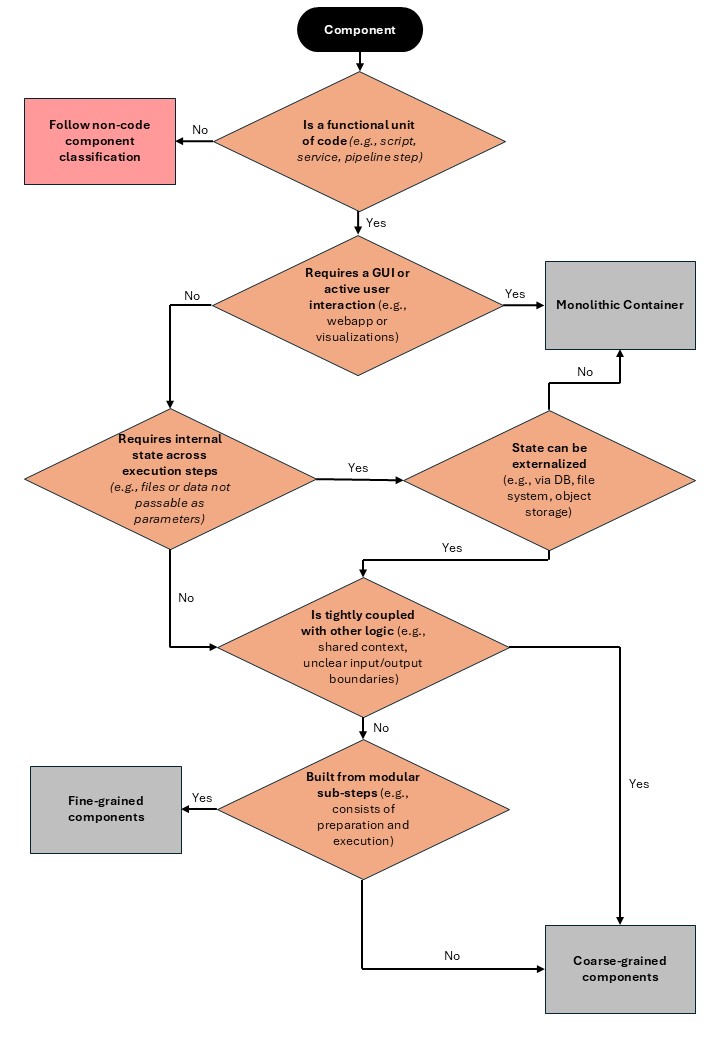 Component
Follow non-code
component
classification
No
Is a functional unit
of code (e.g., script,
service, pipeline step)
Yes
Requires a GUI or
active user
interaction (e.g.,
webapp or
visualizations)
No
Yes
Monolithic Container
No
Requires internal
state across
execution steps
(e.g., files or data not
passable as
parameters)
Yes
State can be
externalized
(e.g., via DB, file
system, object
storage)
Yes
No
Is tightly coupled
with other logic (e.g.,
shared context,
unclear input/output
boundaries)
No
Yes
Built from modular
sub-steps (e.g.,
consists of
preparation and
execution)
Yes
Fine-grained
components
No
Coarse-grained
components